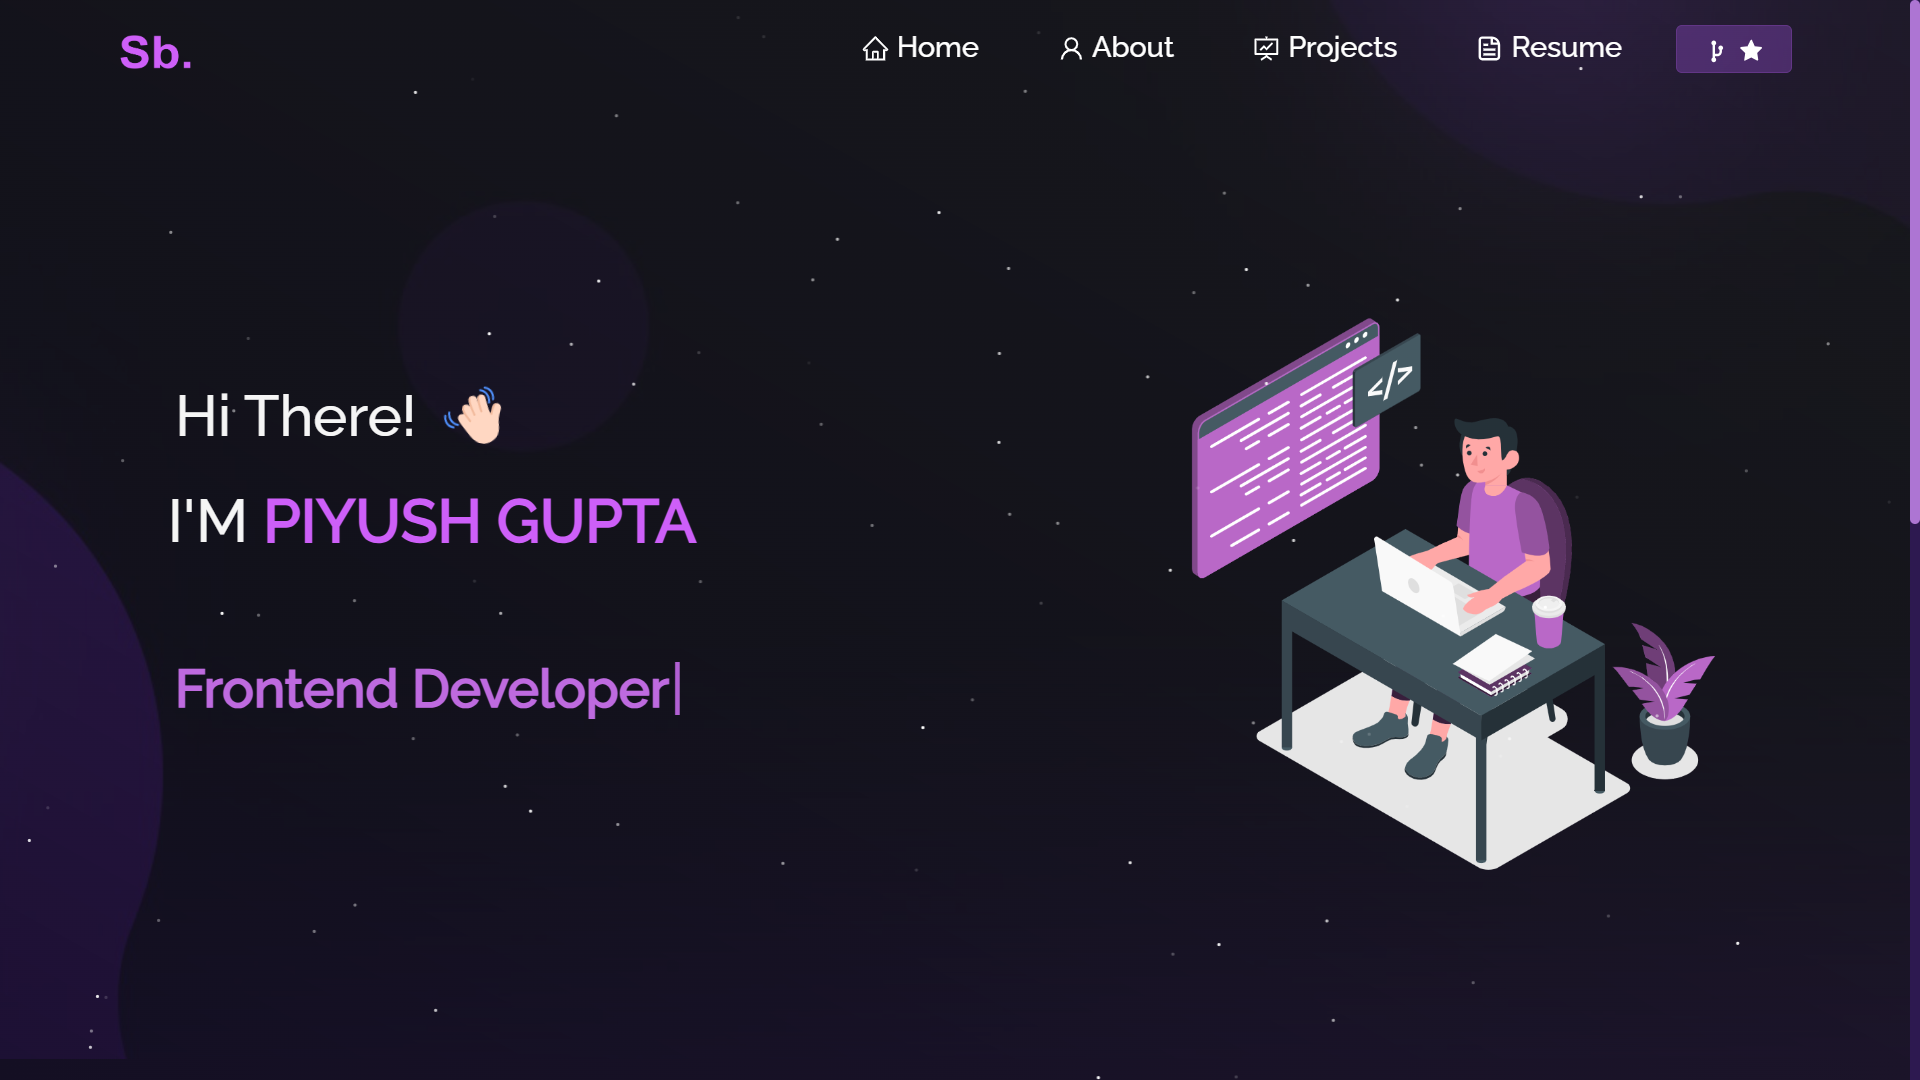 Sb.
Home
About
Projects
Resume
Hi There!
I'M PIYUSH GUPTA
Frontend Developer
</>